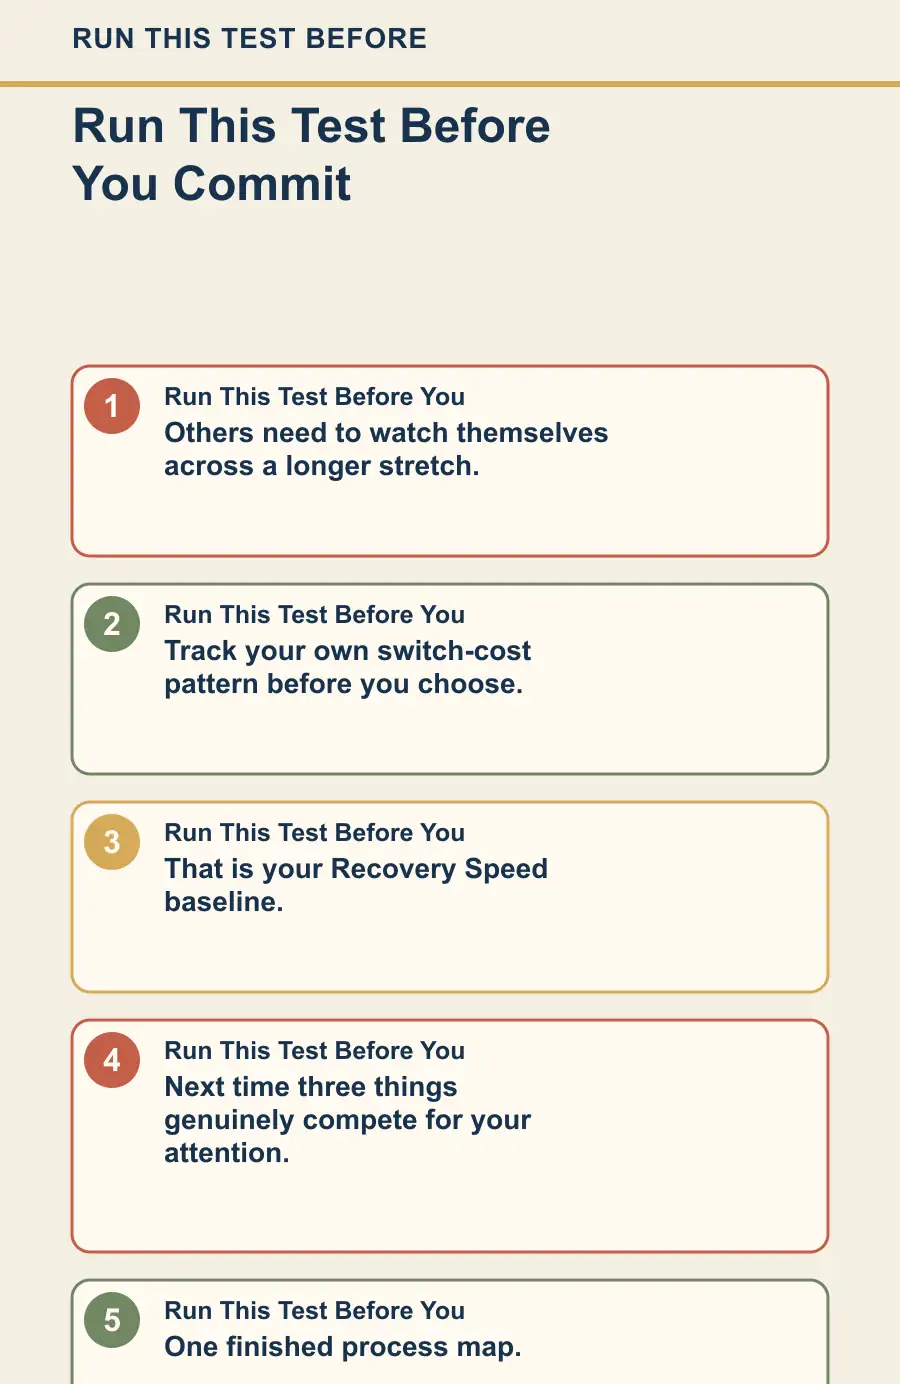 RUN THIS TEST BEFORE
Run This Test Before
You Commit
1
Run This Test Before You
Others need to watch themselves
across a longer stretch.
2
Run This Test Before You
Track your own switch-cost
pattern before you choose.
3
Run This Test Before You
That is your Recovery Speed
baseline.
4
Run This Test Before You
Next time three things
genuinely compete for your
attention.
5
Run This Test Before You
One finished process map.